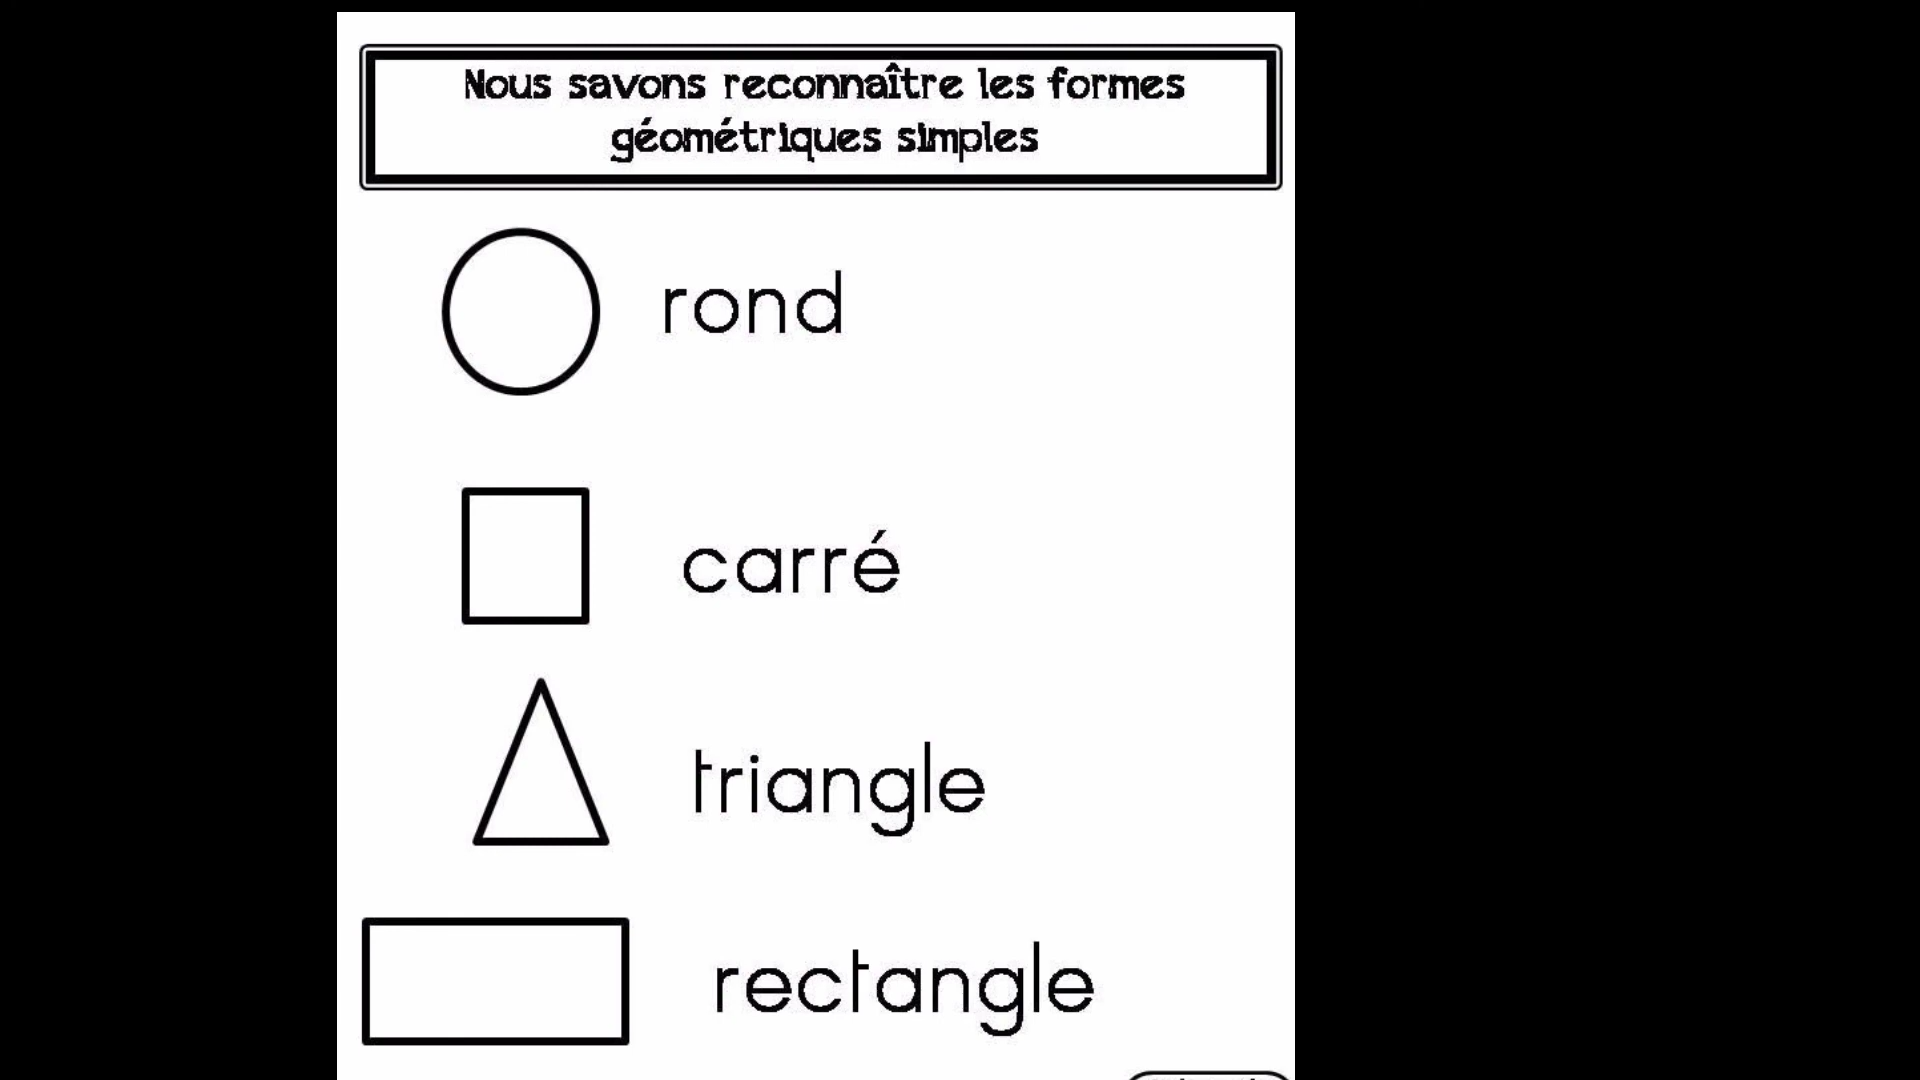 Nous savons reconnaître les formes
géométriques simples
rond
carré
triangle
rectangle